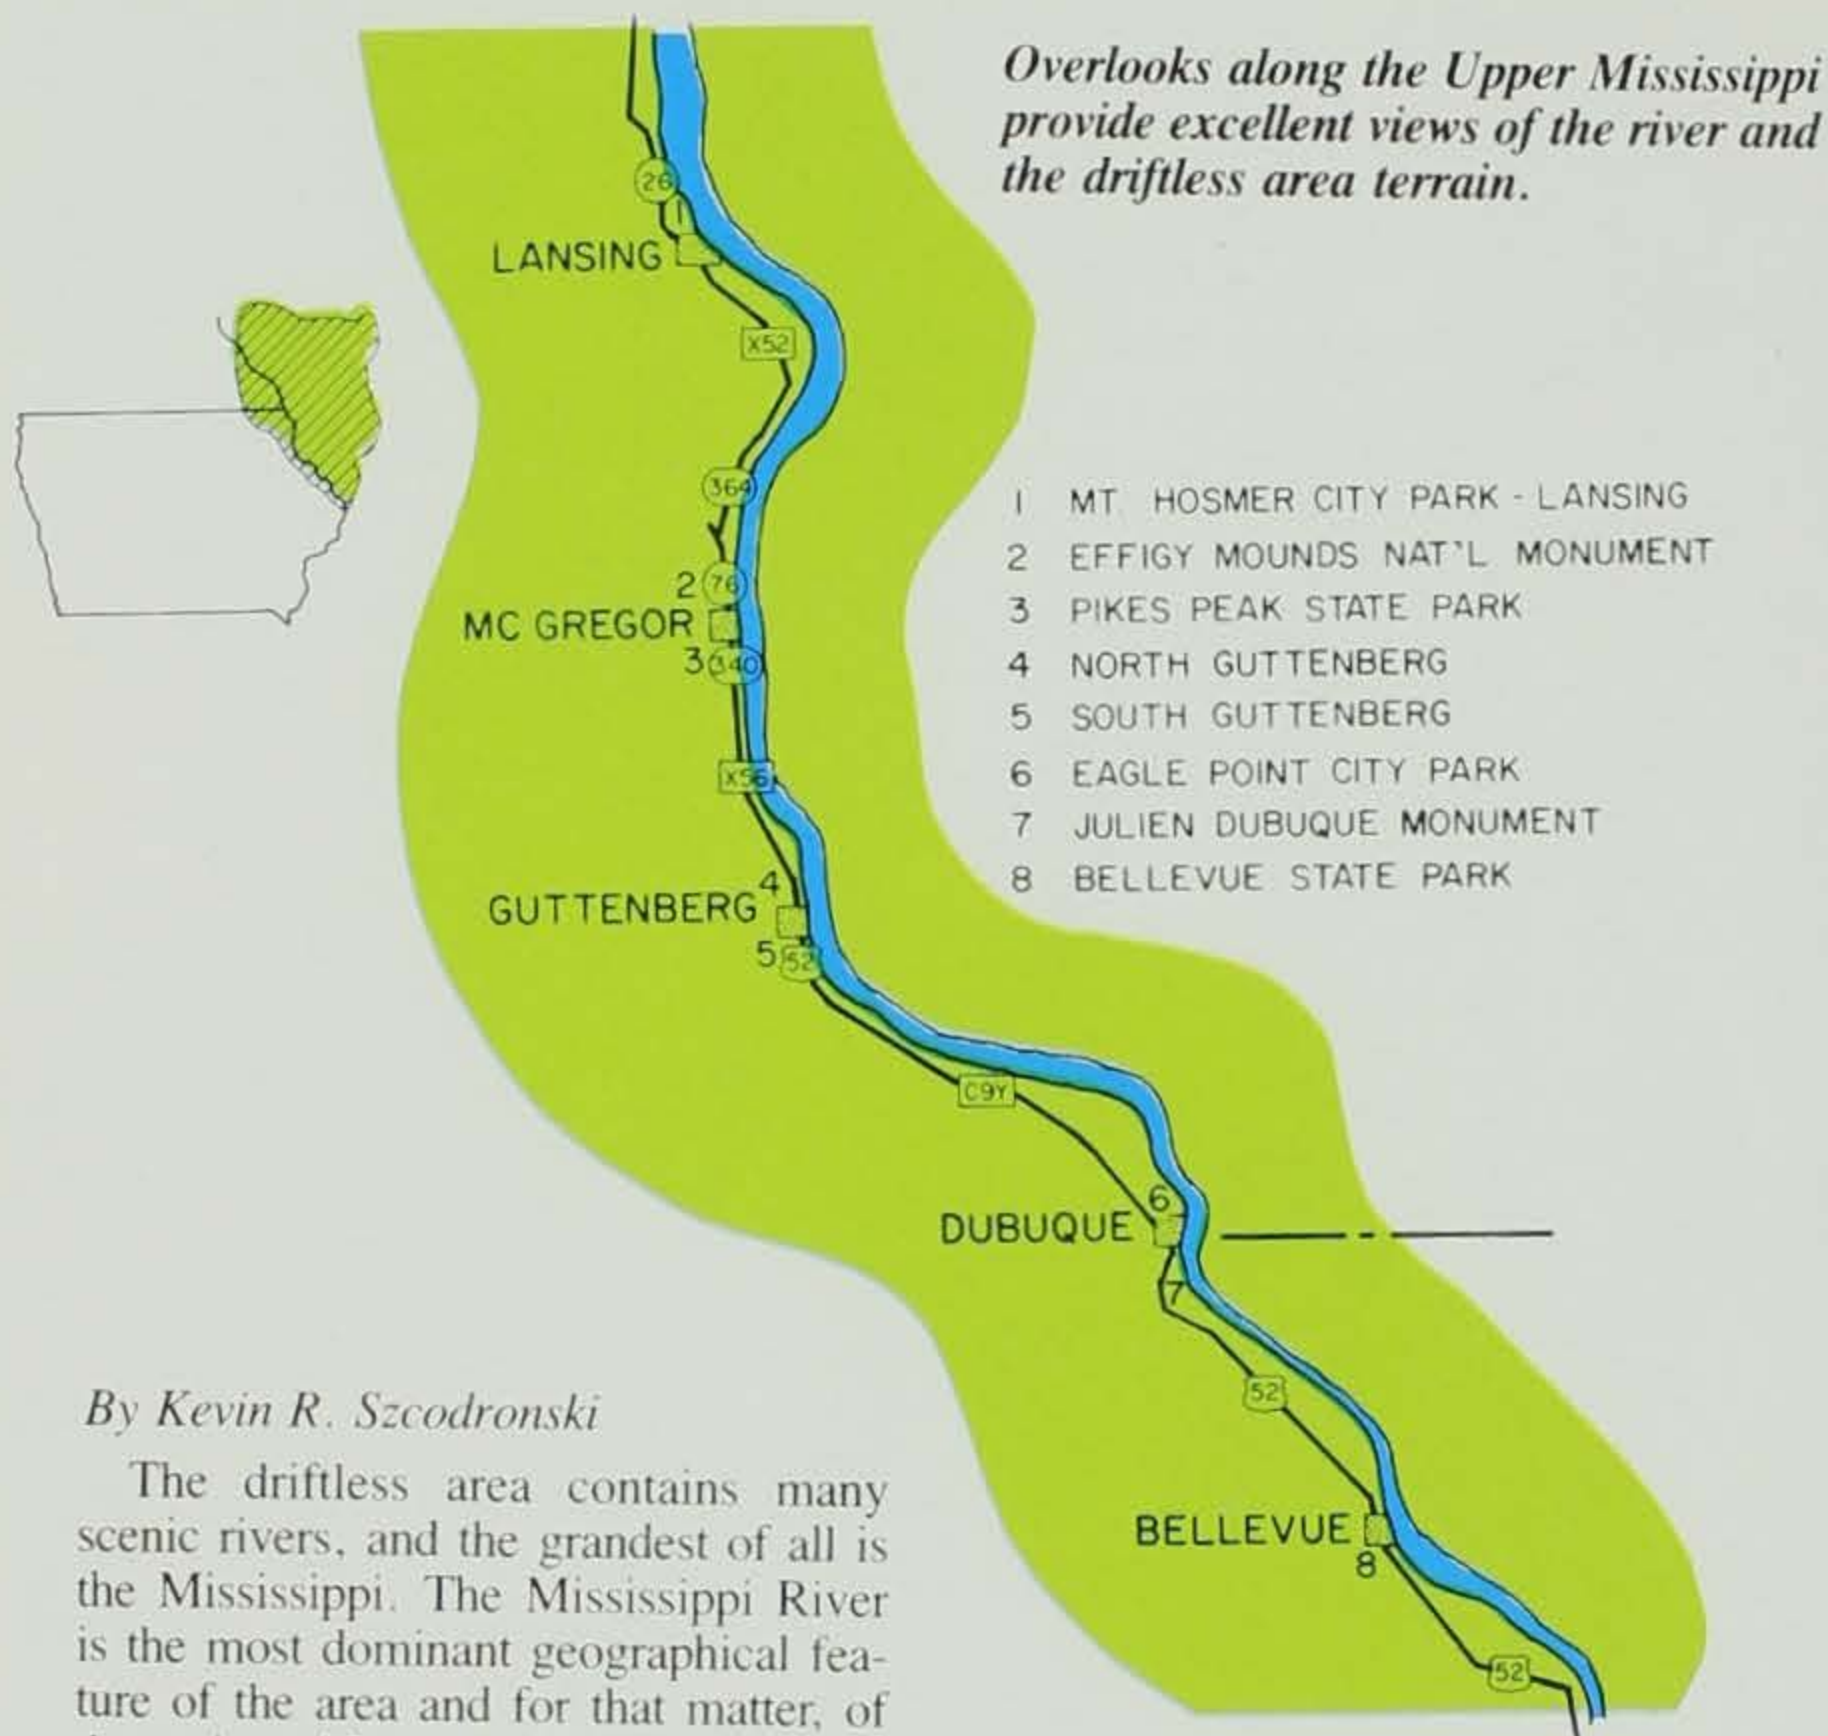 Overlooks along the Upper Mississippi
provide excellent views of the river and
the driftless area terrain.
26
1
LANSING
X52
364
2 76
MC GREGOR
3 340
X56
4
GUTTENBERG
5 52
C9Y
6
DUBUQUE
7
52
BELLEVUE
8
52
1 MT. HOSMER CITY PARK - LANSING
2 EFFIGY MOUNDS NAT'L MONUMENT
3 PIKES PEAK STATE PARK
4 NORTH GUTTENBERG
5 SOUTH GUTTENBERG
6 EAGLE POINT CITY PARK
7 JULIEN DUBUQUE MONUMENT
8 BELLEVUE STATE PARK
By Kevin R. Szcodronski
The driftless area contains many
scenic rivers, and the grandest of all is
the Mississippi. The Mississippi River
is the most dominant geographical fea-
ture of the area and for that matter, of